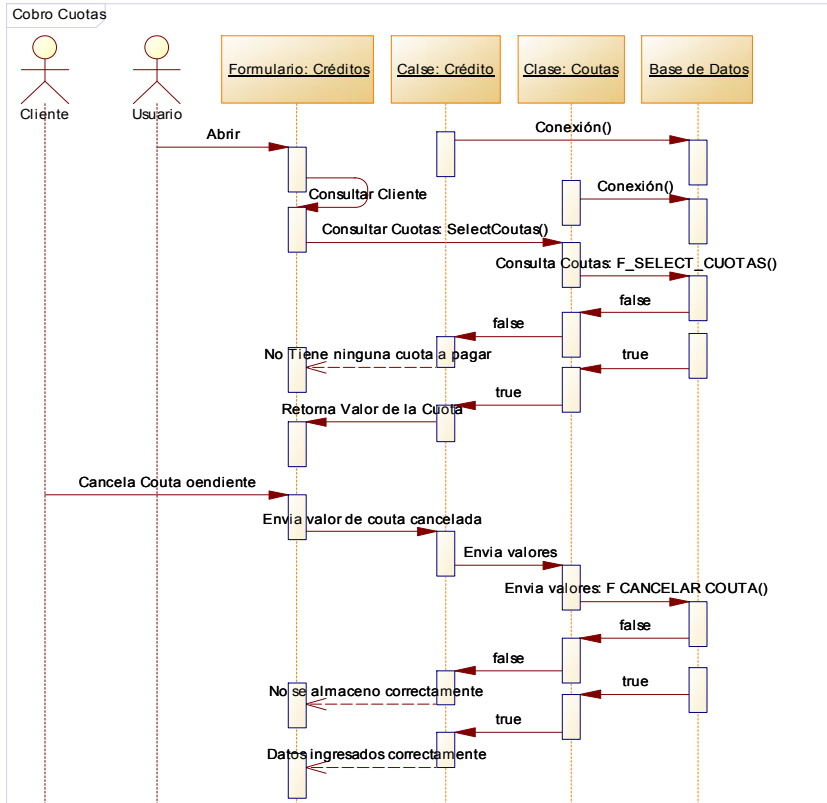 Cobro Cuotas
Cliente
Usuario
Formulario: Créditos
Calse: Crédito
Clase: Coutas
Base de Datos
Abrir
Conexión()
Consultar Cliente
Conexión()
Consultar Cuotas: SelectCoutas()
Consulta Coutas: F_SELECT_CUOTAS()
false
false
No Tiene ninguna cuota a pagar
true
true
Retorna Valor de la Cuota
Cancela Couta oendiente
Envia valor de couta cancelada
Envia valores
Envia valores: F CANCELAR COUTA()
false
false
No se almaceno correctamente
true
true
Datos ingresados correctamente